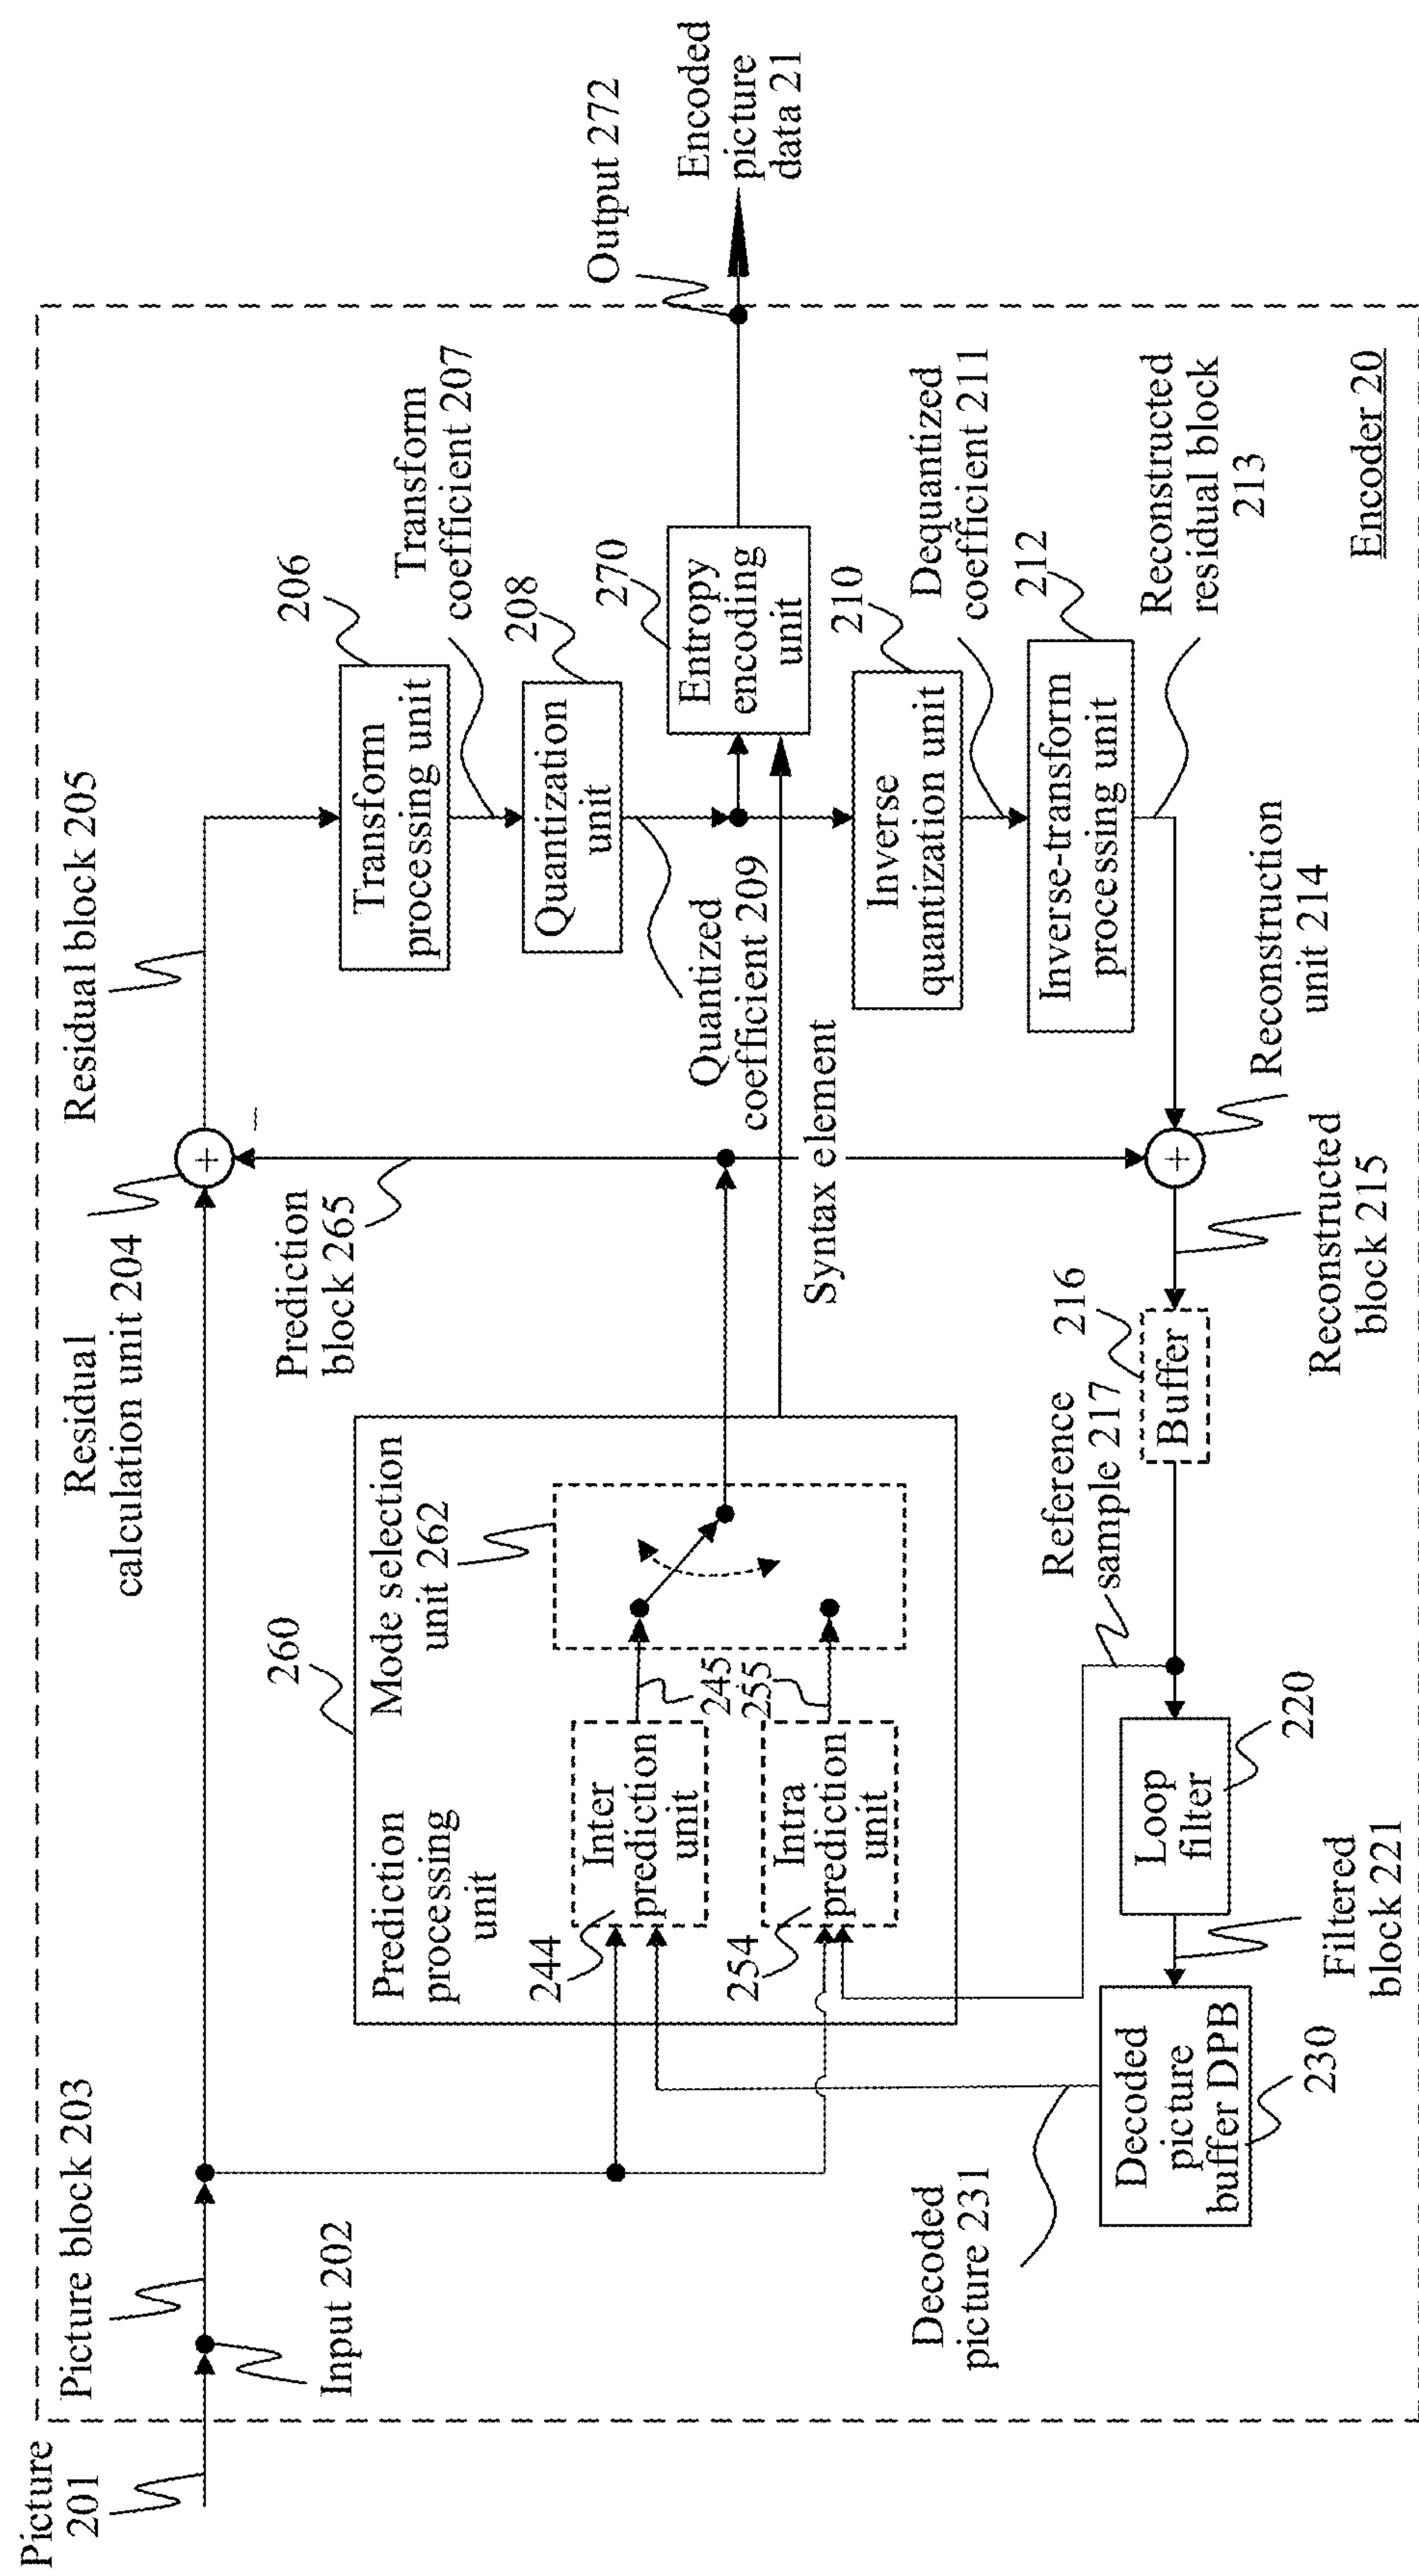 Picture
201
Picture block 203
Input 202
Residual
calculation unit 204
Residual block 205
Prediction
block 265
260
Prediction
processing
unit
Mode selection
unit 262
244
Inter
prediction
unit
245
254
Intra
prediction
unit
255
206
Transform
processing unit
Transform
coefficient 207
208
Quantization
unit
Quantized
coefficient 209
Syntax element
270
Entropy
encoding
unit
Output 272
Encoded
picture
data 21
210
Inverse
quantization unit
Dequantized
coefficient 211
212
Inverse-transform
processing unit
Reconstructed
residual block
213
Reconstruction
unit 214
Reconstructed
block 215
216
Buffer
Reference
sample 217
220
Loop
filter
Filtered
block 221
Decoded
picture
buffer DPB
230
Decoded
picture 231
Encoder 20
+
−
+